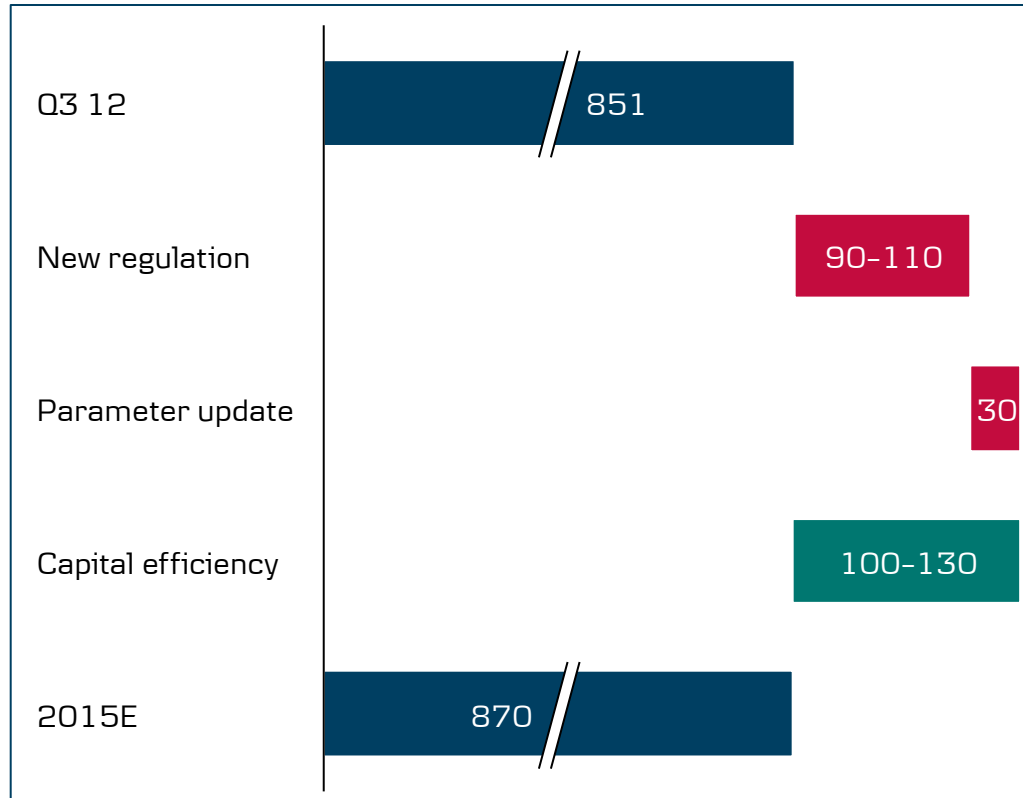 Q3 12
851
New regulation
90-110
Parameter update
30
Capital efficiency
100-130
2015E
870